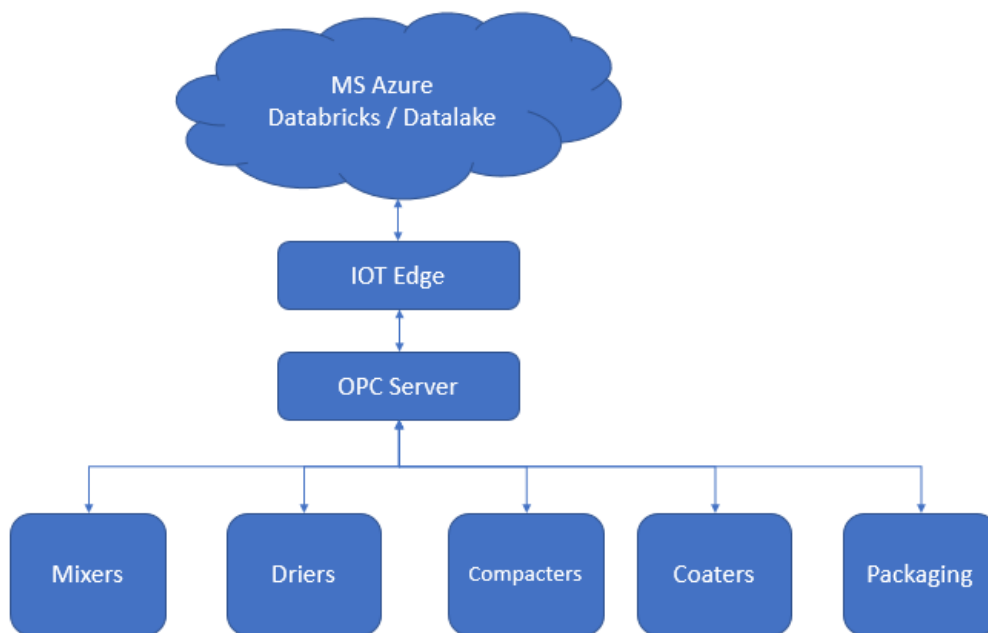 MS Azure
Databricks / Datalake
IOT Edge
OPC Server
Mixers
Driers
Compacters
Coaters
Packaging